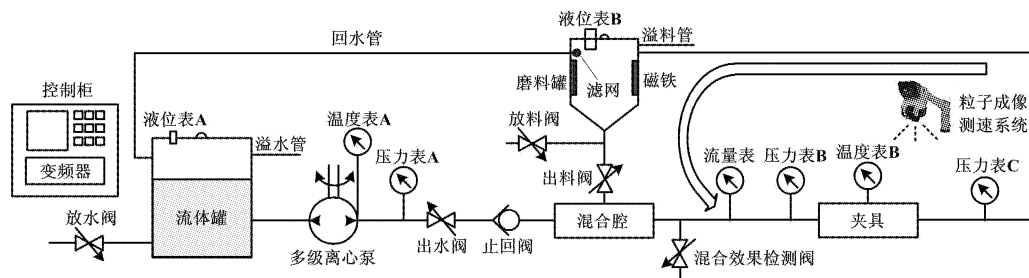 液位表B
溢料管
回水管
控制柜
磨料罐
滤网
磁铁
粒子成像
测速系统
液位表A
温度表A
放料阀
溢水管
压力表A
流量表
压力表B
温度表B
压力表C
变频器
出料阀
放水阀
流体罐
混合腔
夹具
出水阀
止回阀
多级离心泵
混合效果检测阀